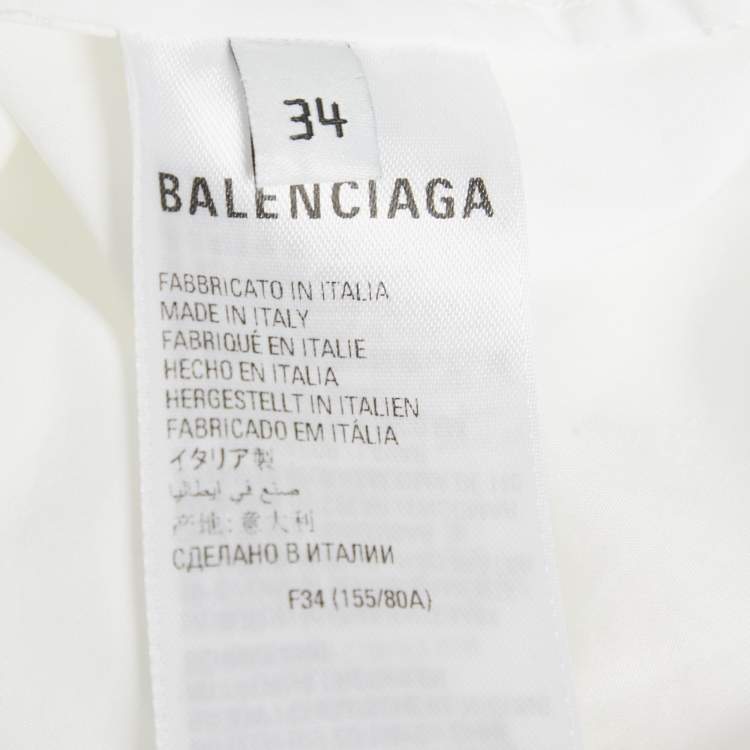 34
BALENCIAGA
FABBRICATO IN ITALIA
MADE IN ITALY
FABRIQUÉ EN ITALIE
HECHO EN ITALIA
HERGESTELLT IN ITALIEN
FABRICADO EM ITÁLIA
イタリア製
صنع في ايطاليا
产地: 意大利
СДЕЛАНО В ИТАЛИИ
F34 (155/80A)